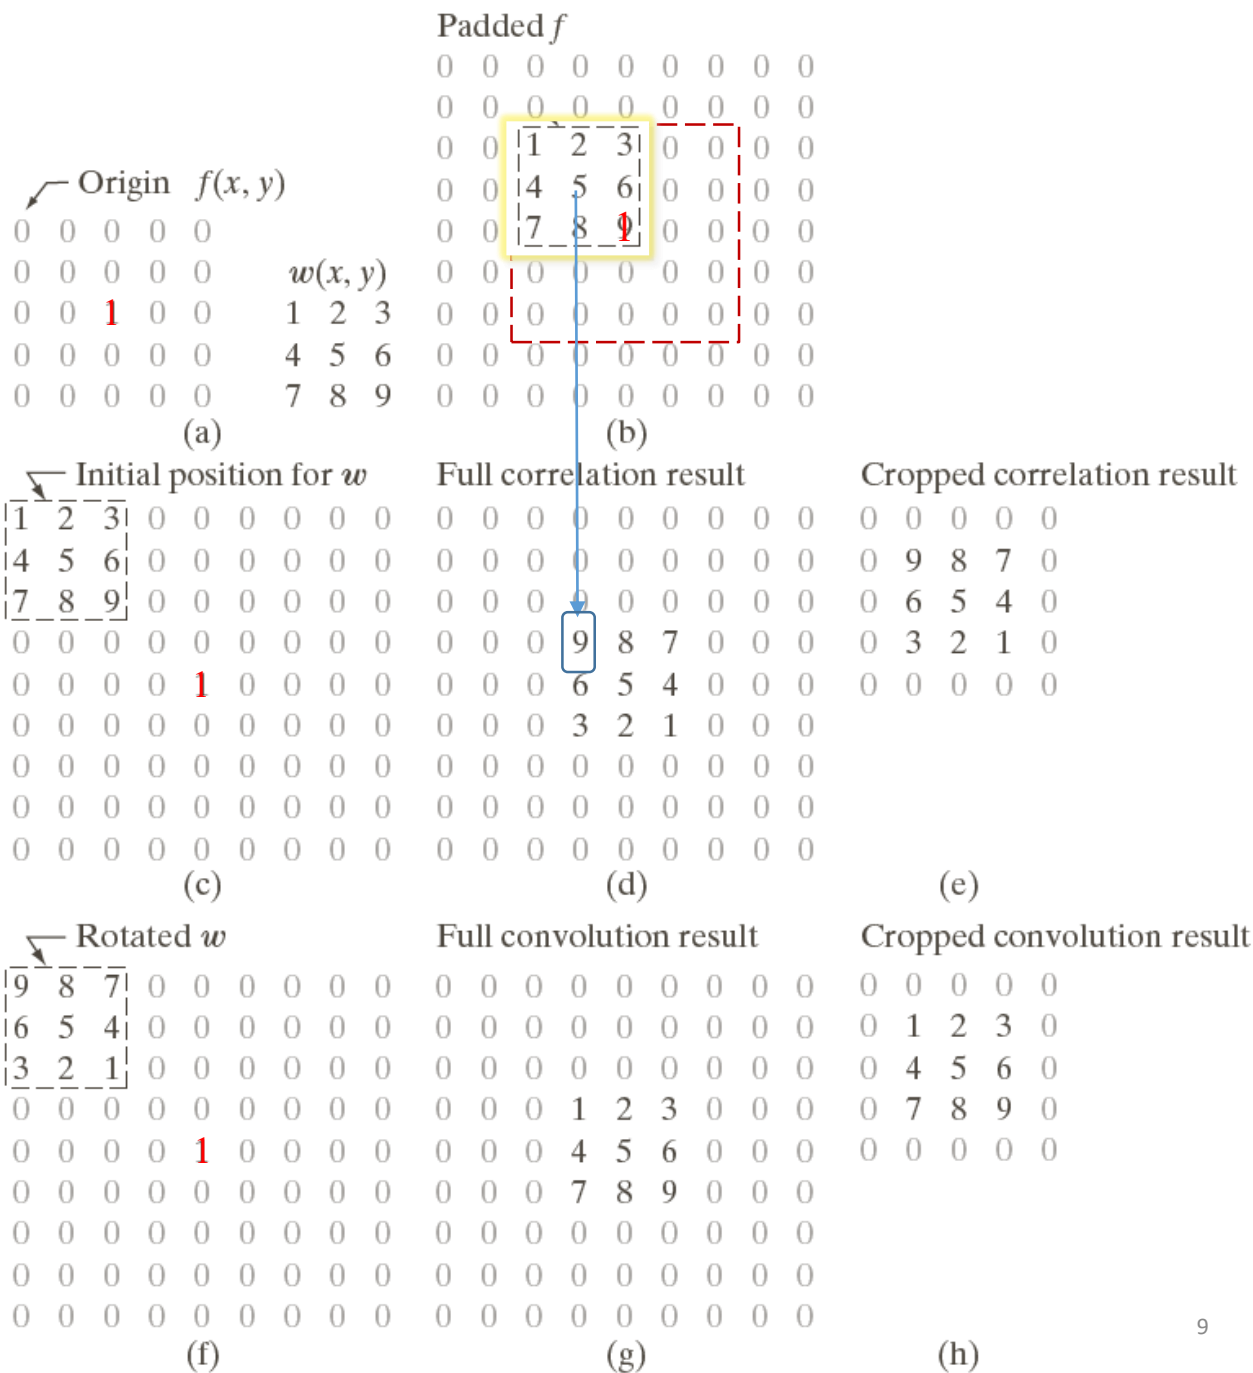 Origin f(x, y)
0 0 0 0 0
0 0 0 0 0
0 0 1 0 0
0 0 0 0 0
0 0 0 0 0
w(x, y)
1 2 3
4 5 6
7 8 9
(a)
Padded f
0 0 0 0 0 0 0 0 0
0 0 0 0 0 0 0 0 0
0 0 1 2 3 0 0 0 0
0 0 4 5 6 0 0 0 0
0 0 7 8 9 1 0 0 0 0
0 0 0 0 0 0 0 0 0
0 0 0 0 0 0 0 0 0
0 0 0 0 0 0 0 0 0
0 0 0 0 0 0 0 0 0
(b)
Initial position for w
1 2 3 0 0 0 0 0 0
4 5 6 0 0 0 0 0 0
7 8 9 0 0 0 0 0 0
0 0 0 0 0 0 0 0 0
0 0 0 0 1 0 0 0 0
0 0 0 0 0 0 0 0 0
0 0 0 0 0 0 0 0 0
0 0 0 0 0 0 0 0 0
0 0 0 0 0 0 0 0 0
(c)
Full correlation result
0 0 0 0 0 0 0 0 0
0 0 0 0 0 0 0 0 0
0 0 0 0 0 0 0 0 0
0 0 0 9 8 7 0 0 0
0 0 0 6 5 4 0 0 0
0 0 0 3 2 1 0 0 0
0 0 0 0 0 0 0 0 0
0 0 0 0 0 0 0 0 0
0 0 0 0 0 0 0 0 0
(d)
Cropped correlation result
0 0 0 0 0
0 9 8 7 0
0 6 5 4 0
0 3 2 1 0
0 0 0 0 0
(e)
Rotated w
9 8 7 0 0 0 0 0 0
6 5 4 0 0 0 0 0 0
3 2 1 0 0 0 0 0 0
0 0 0 0 0 0 0 0 0
0 0 0 0 1 0 0 0 0
0 0 0 0 0 0 0 0 0
0 0 0 0 0 0 0 0 0
0 0 0 0 0 0 0 0 0
0 0 0 0 0 0 0 0 0
(f)
Full convolution result
0 0 0 0 0 0 0 0 0
0 0 0 0 0 0 0 0 0
0 0 0 0 0 0 0 0 0
0 0 0 1 2 3 0 0 0
0 0 0 4 5 6 0 0 0
0 0 0 7 8 9 0 0 0
0 0 0 0 0 0 0 0 0
0 0 0 0 0 0 0 0 0
0 0 0 0 0 0 0 0 0
(g)
Cropped convolution result
0 0 0 0 0
0 1 2 3 0
0 4 5 6 0
0 7 8 9 0
0 0 0 0 0
(h)
9